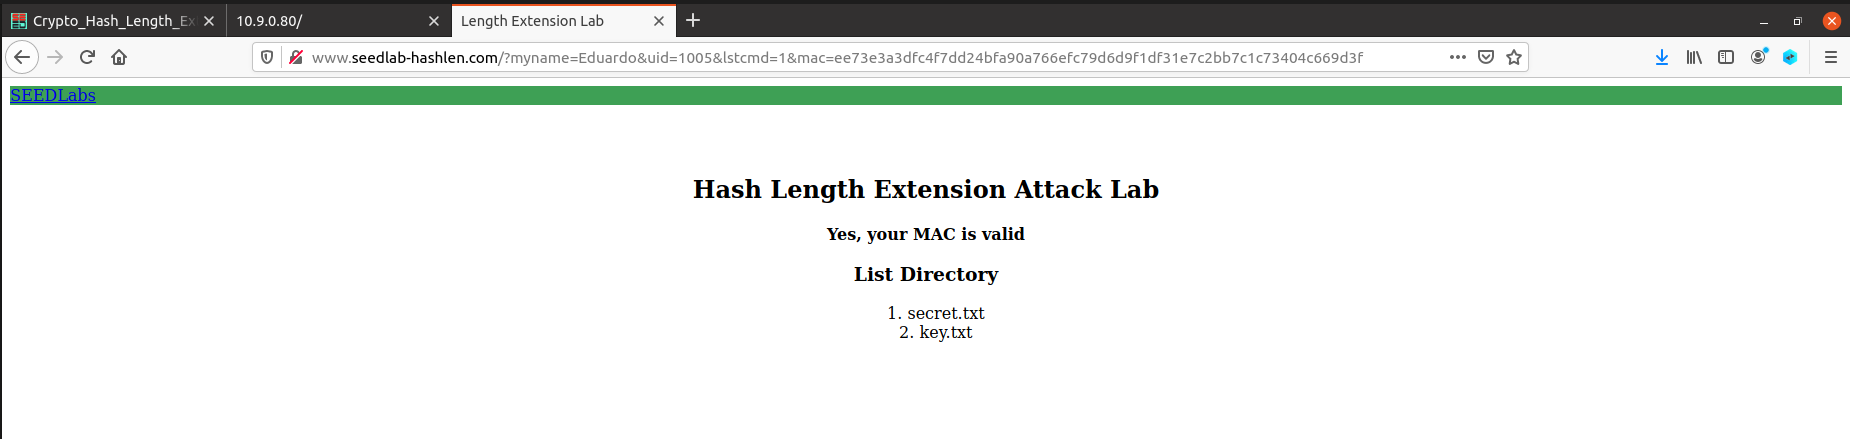 Crypto_Hash_Length_Ex
10.9.0.80/
Length Extension Lab
www.seedlab-hashlen.com/?myname=Eduardo&uid=1005&lstcmd=1&mac=ee73e3a3dfc4f7dd24bfa90a766efc79d6d9f1df31e7c2bb7c1c73404c669d3f
SEEDLabs
Hash Length Extension Attack Lab
Yes, your MAC is valid
List Directory
1. secret.txt
2. key.txt